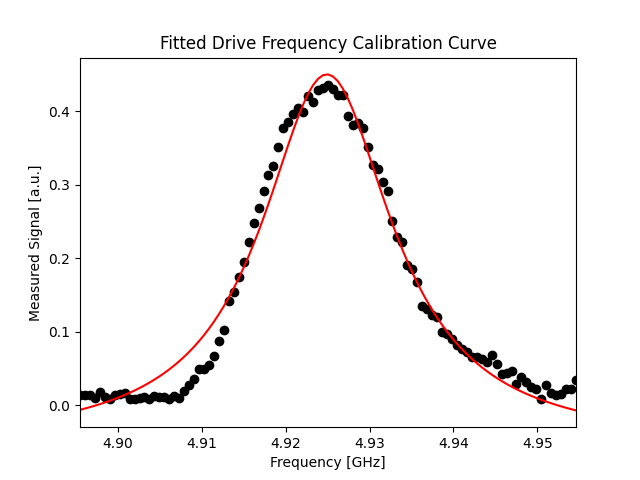 Fitted Drive Frequency Calibration Curve
Measured Signal [a.u.]
0.4
0.3
0.2
0.1
0.0
4.90 4.91 4.92 4.93 4.94 4.95
Frequency [GHz]